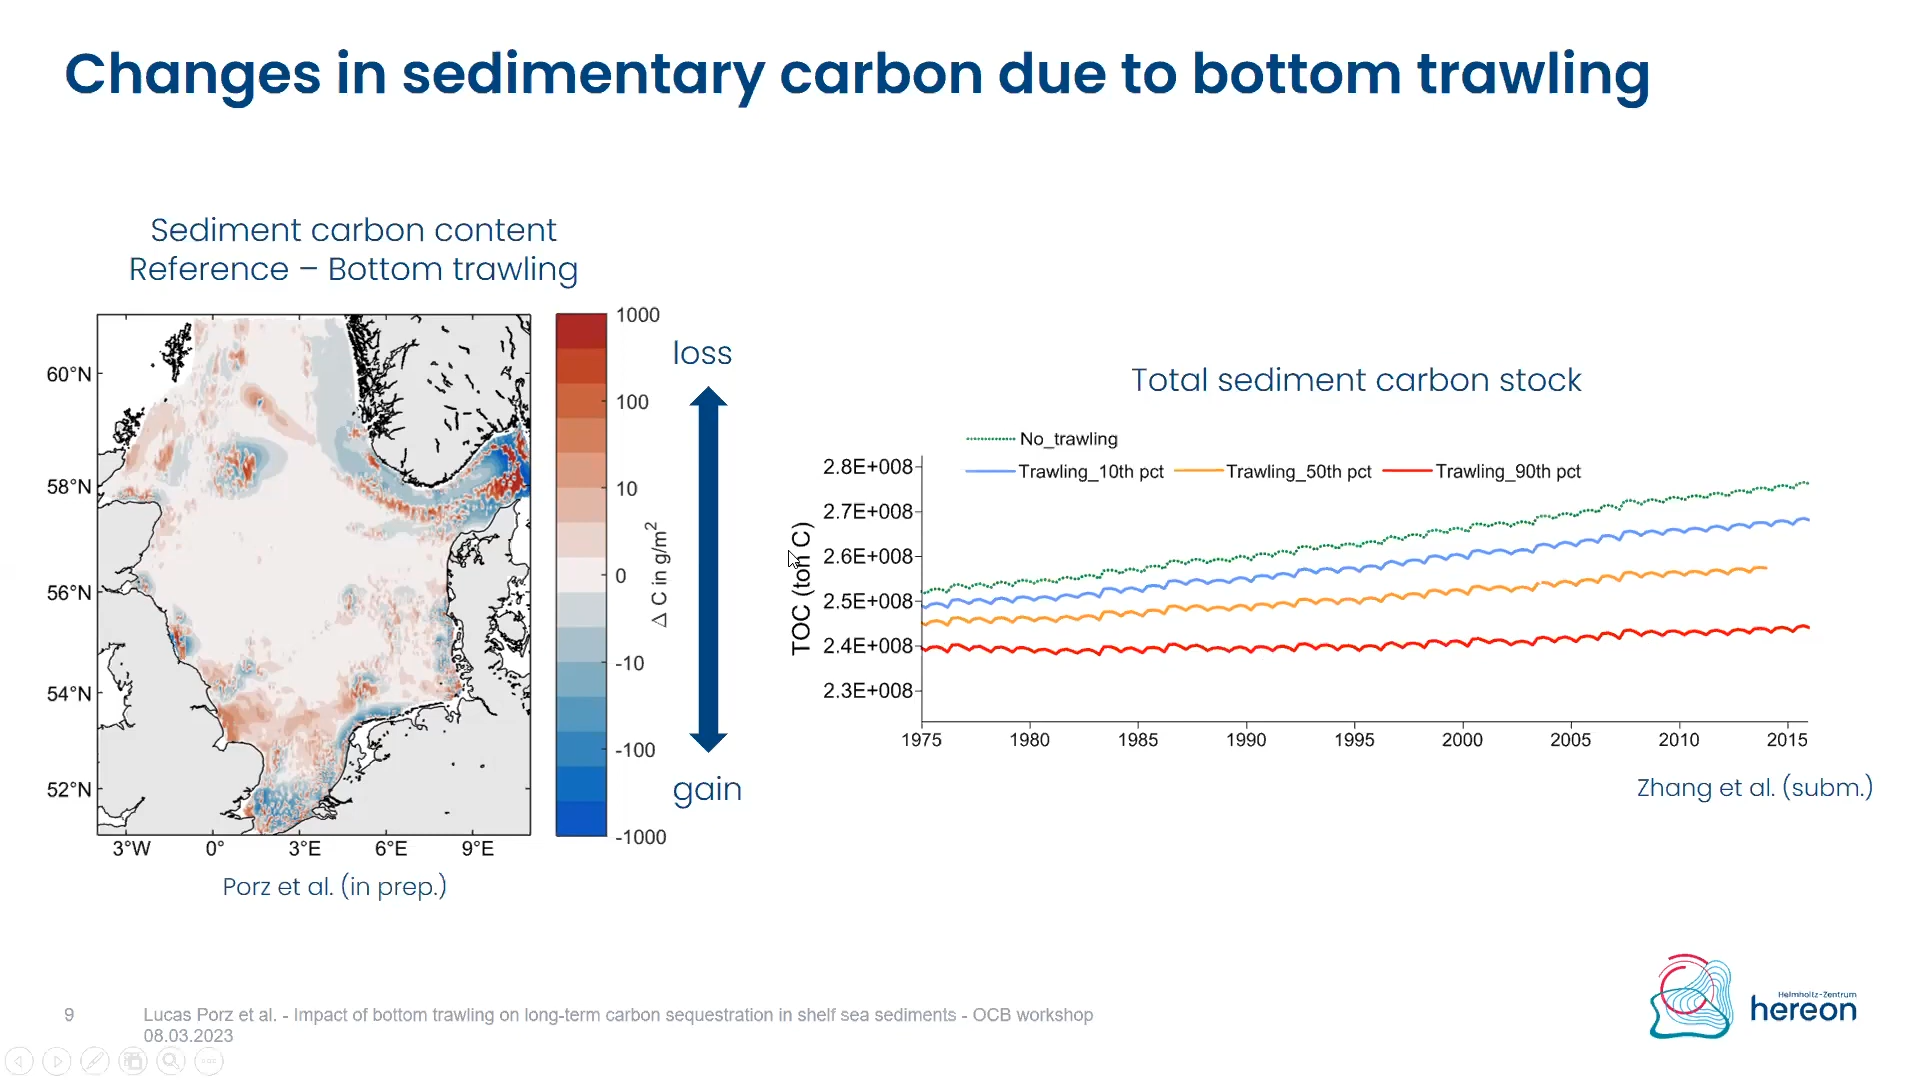 Changes in sedimentary carbon due to bottom trawling
Sediment carbon content
Reference – Bottom trawling
60°N
58°N
56°N
54°N
52°N
3°W 0° 3°E 6°E 9°E
1000
100
10
0
-10
-100
-1000
Δ C in g/m²
loss
gain
Porz et al. (in prep.)
Total sediment carbon stock
No_trawling
Trawling_10th pct Trawling_50th pct Trawling_90th pct
TOC (ton C)
2.8E+008
2.7E+008
2.6E+008
2.5E+008
2.4E+008
2.3E+008
1975 1980 1985 1990 1995 2000 2005 2010 2015
Zhang et al. (subm.)
9
Lucas Porz et al. - Impact of bottom trawling on long-term carbon sequestration in shelf sea sediments - OCB workshop
08.03.2023
Helmholtz-Zentrum
hereon